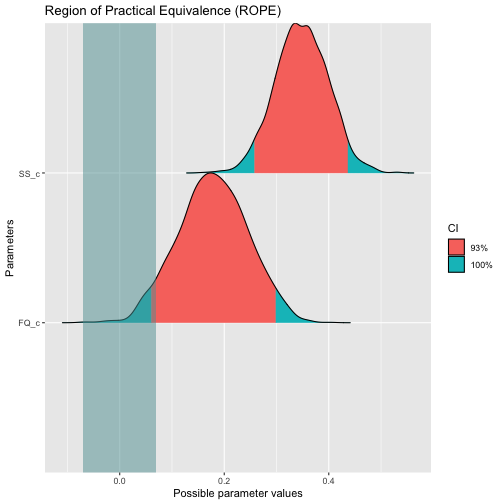 Region of Practical Equivalence (ROPE)
SS_c
FQ_c
Parameters
0.0
0.2
0.4
Possible parameter values
CI
93%
100%